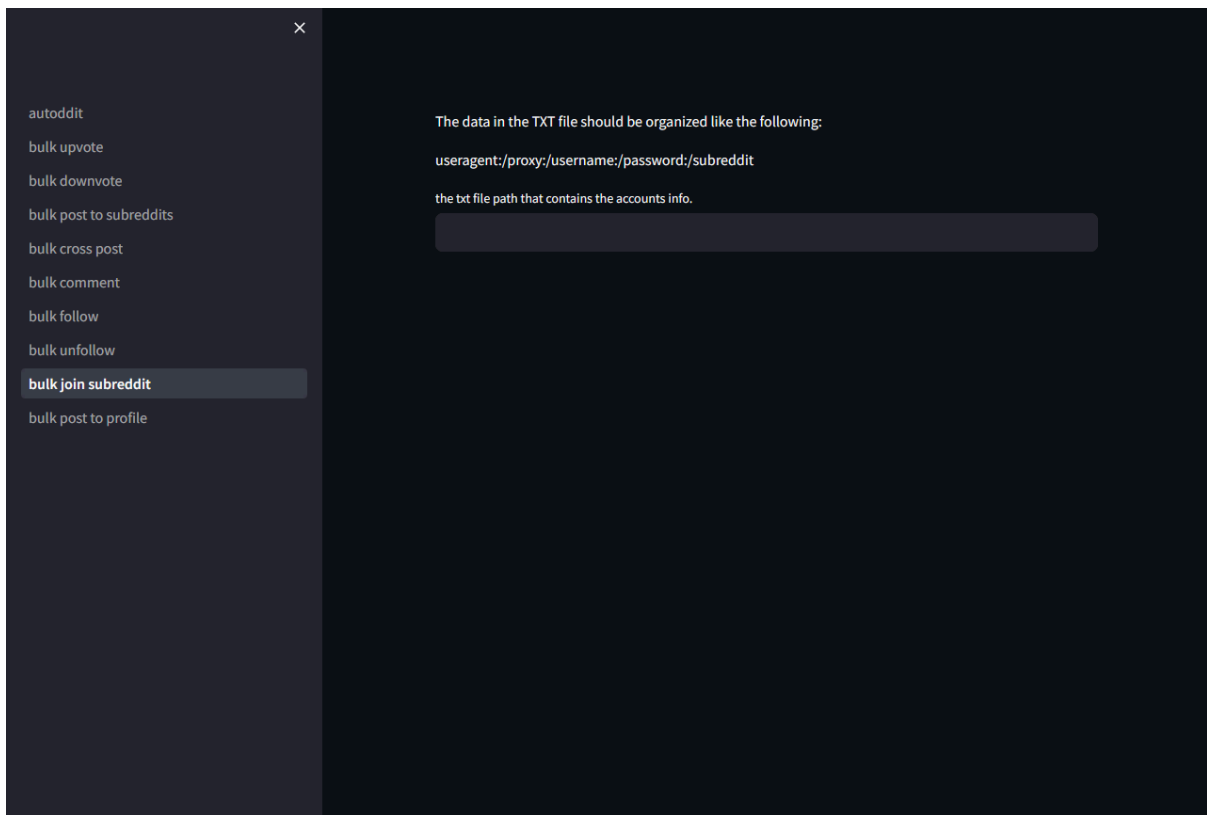 ×
autoddit
bulk upvote
bulk downvote
bulk post to subreddits
bulk cross post
bulk comment
bulk follow
bulk unfollow
bulk join subreddit
bulk post to profile
The data in the TXT file should be organized like the following:
useragent:/proxy:/username:/password:/subreddit
the txt file path that contains the accounts info.